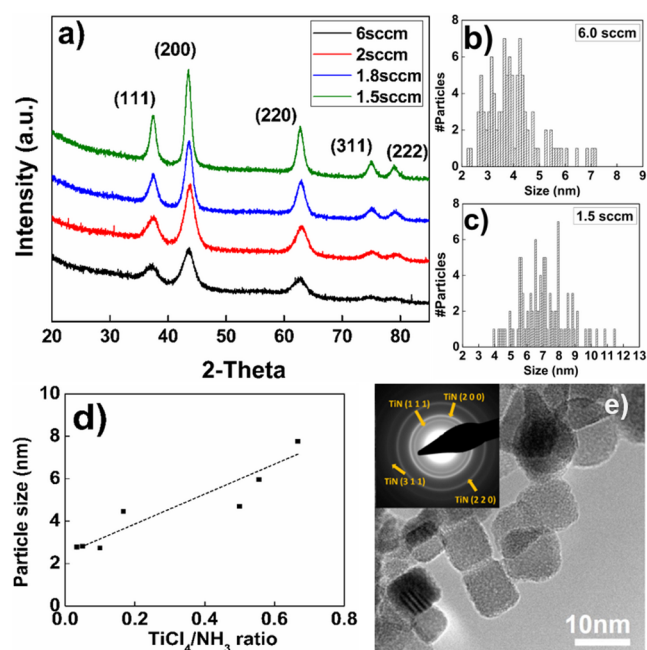 a)
(111)
(200)
(220)
(311)
(222)
6sccm
2sccm
1.8sccm
1.5sccm
Intensity (a.u.)
20 30 40 50 60 70 80
2-Theta
b)
6.0 sccm
#Particles
8
6
4
2
0
2 3 4 5 6 7 8 9
Size (nm)
c)
1.5 sccm
#Particles
8
6
4
2
0
2 3 4 5 6 7 8 9 10 11 12 13
Size (nm)
d)
Particle size (nm)
10
8
6
4
2
0
0.0 0.2 0.4 0.6 0.8
TiCl4/NH3 ratio
e)
TiN (1 1 1)
TiN (2 0 0)
TiN (3 1 1)
TiN (2 2 0)
10nm